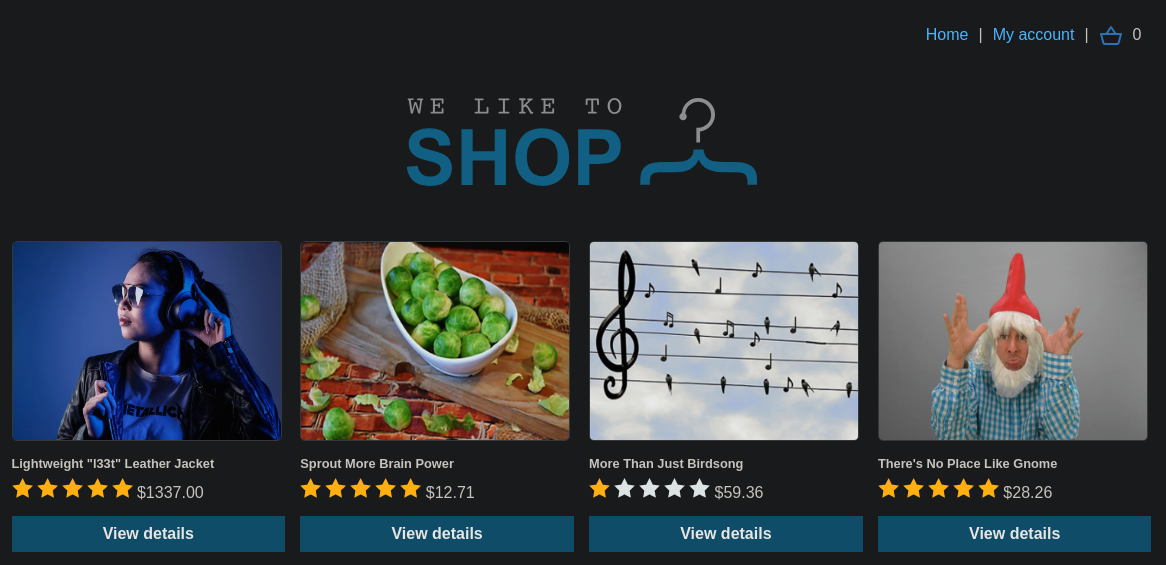 Home | My account | 0
WE LIKE TO
SHOP
METALLICA
Lightweight "l33t" Leather Jacket
$1337.00
View details
Sprout More Brain Power
$12.71
View details
More Than Just Birdsong
$59.36
View details
There's No Place Like Gnome
$28.26
View details